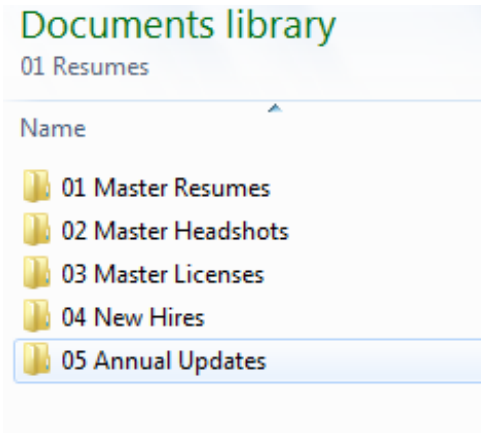 Documents library
01 Resumes
Name
01 Master Resumes
02 Master Headshots
03 Master Licenses
04 New Hires
05 Annual Updates